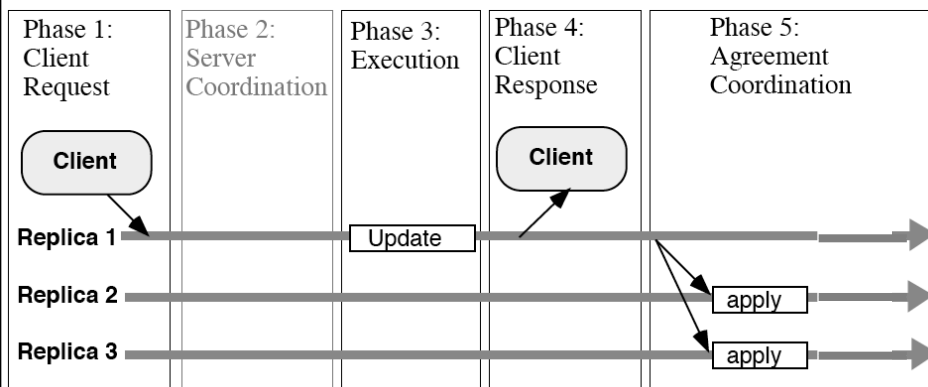 Phase 1:
Client
Request
Phase 2:
Server
Coordination
Phase 3:
Execution
Phase 4:
Client
Response
Phase 5:
Agreement
Coordination
Client
Client
Replica 1
Update
Replica 2
apply
Replica 3
apply